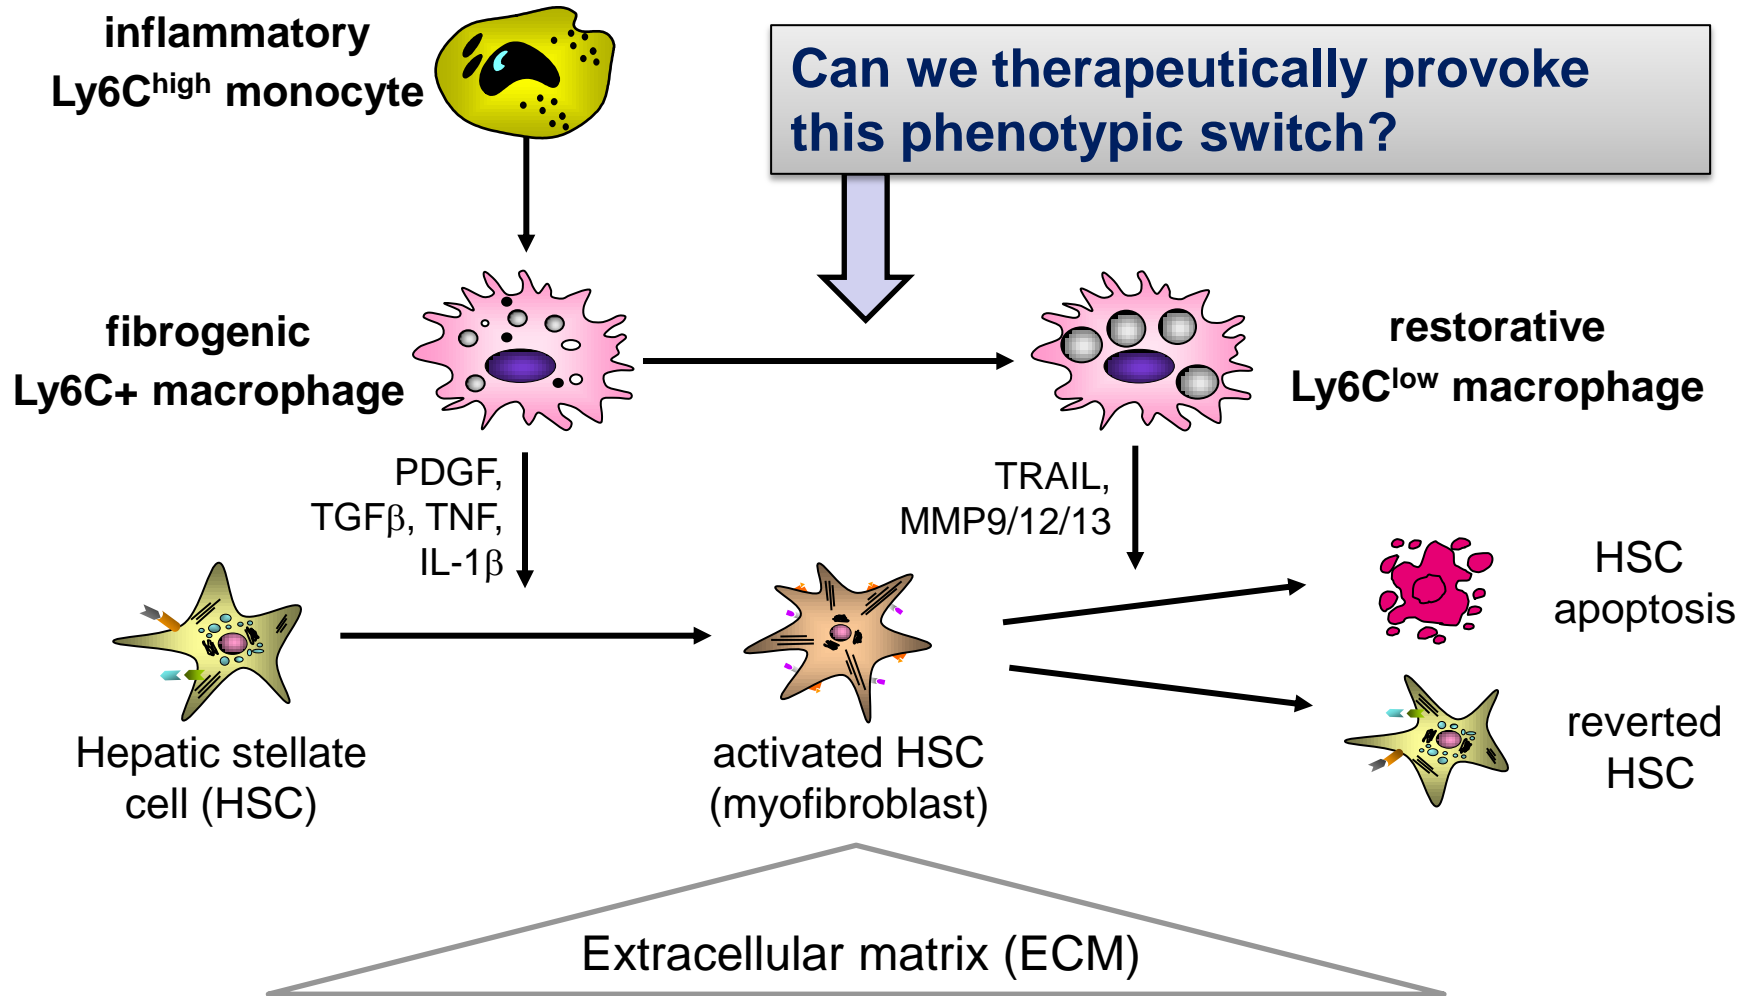 inflammatory
Ly6Chigh monocyte
Can we therapeutically provoke
this phenotypic switch?
fibrogenic
Ly6C+ macrophage
restorative
Ly6Clow macrophage
PDGF,
TGFβ, TNF,
IL-1β
TRAIL,
MMP9/12/13
HSC
apoptosis
Hepatic stellate
cell (HSC)
activated HSC
(myofibroblast)
reverted
HSC
Extracellular matrix (ECM)